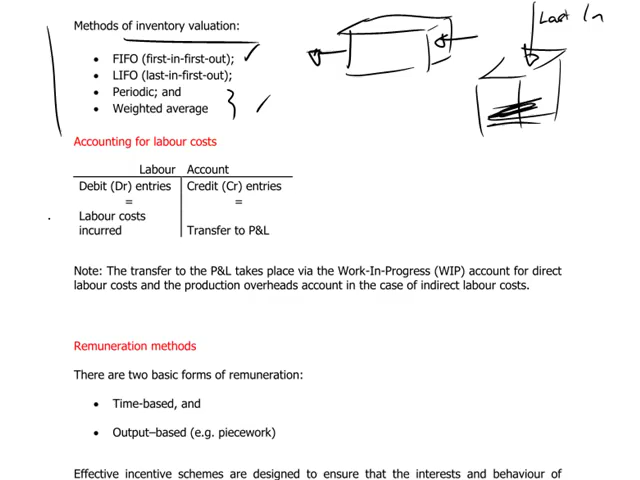 Methods of inventory valuation:
Last In
• FIFO (first-in-first-out);
• LIFO (last-in-first-out);
• Periodic; and
• Weighted average
Accounting for labour costs
Labour Account
Debit (Dr) entries Credit (Cr) entries
= =
Labour costs
incurred Transfer to P&L
Note: The transfer to the P&L takes place via the Work-In-Progress (WIP) account for direct
labour costs and the production overheads account in the case of indirect labour costs.
Remuneration methods
There are two basic forms of remuneration:
• Time-based, and
• Output–based (e.g. piecework)
Effective incentive schemes are designed to ensure that the interests and behaviour of